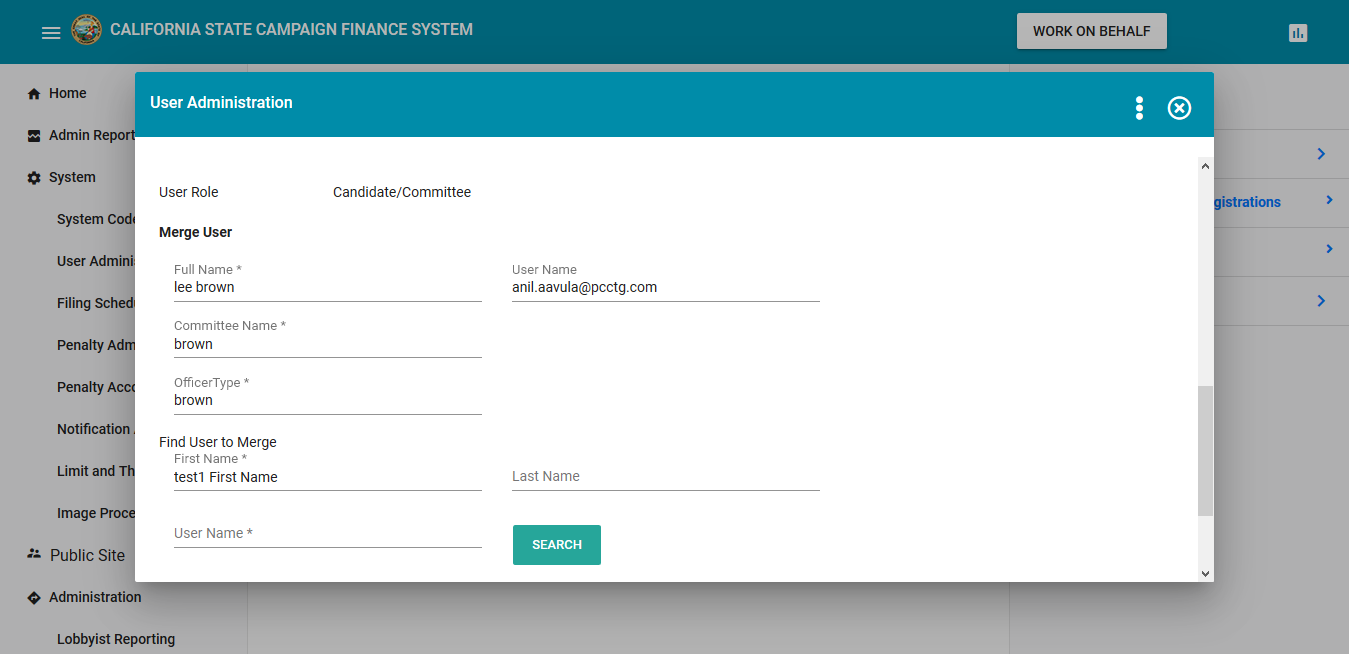 CALIFORNIA STATE CAMPAIGN FINANCE SYSTEM
WORK ON BEHALF
Home
Admin Report
System
System Code
User Adminis
Filing Schedu
Penalty Adm
Penalty Acco
Notification
Limit and Th
Image Proce
Public Site
Administration
Lobbyist Reporting
User Administration
User Role Candidate/Committee
Merge User
Full Name * User Name
lee brown anil.aavula@pcctg.com
Committee Name *
brown
OfficerType *
brown
Find User to Merge
First Name *
test1 First Name Last Name
User Name * SEARCH
gistrations